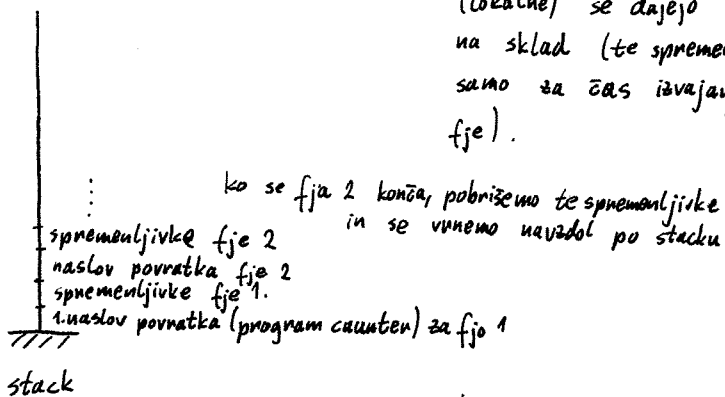 (lokalne) se dajejo
na sklad (te spremen
samo za čas izvajan
fje).
ko se fja 2 konča, pobrišemo te spremenljivke
in se vrnemo navzdol po stacku
spremenljivke fje 2
naslov povratka fje 2
spremenljivke fje 1.
1. naslov povratka (program caunter) za fjo 1
stack